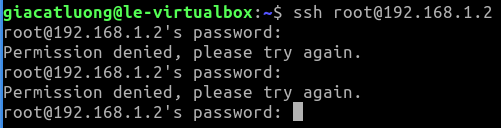 giacatluong@le-virtualbox:~$ ssh root@192.168.1.2
root@192.168.1.2's password:
Permission denied, please try again.
root@192.168.1.2's password:
Permission denied, please try again.
root@192.168.1.2's password: